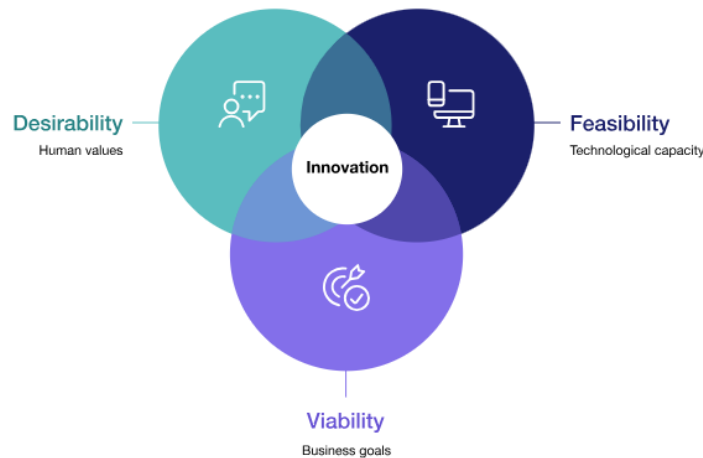 Desirability
Human values
Innovation
Feasibility
Technological capacity
Viability
Business goals